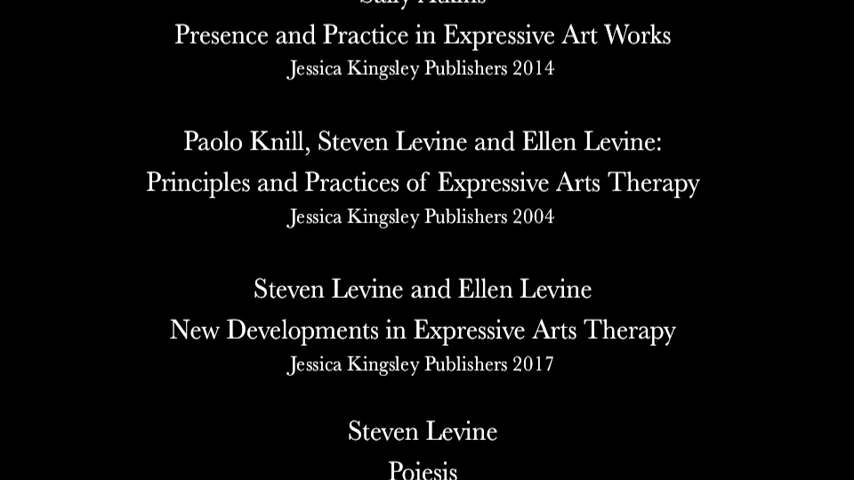 Sally Atkins
Presence and Practice in Expressive Art Works
Jessica Kingsley Publishers 2014
Paolo Knill, Steven Levine and Ellen Levine:
Principles and Practices of Expressive Arts Therapy
Jessica Kingsley Publishers 2004
Steven Levine and Ellen Levine
New Developments in Expressive Arts Therapy
Jessica Kingsley Publishers 2017
Steven Levine
Poiesis